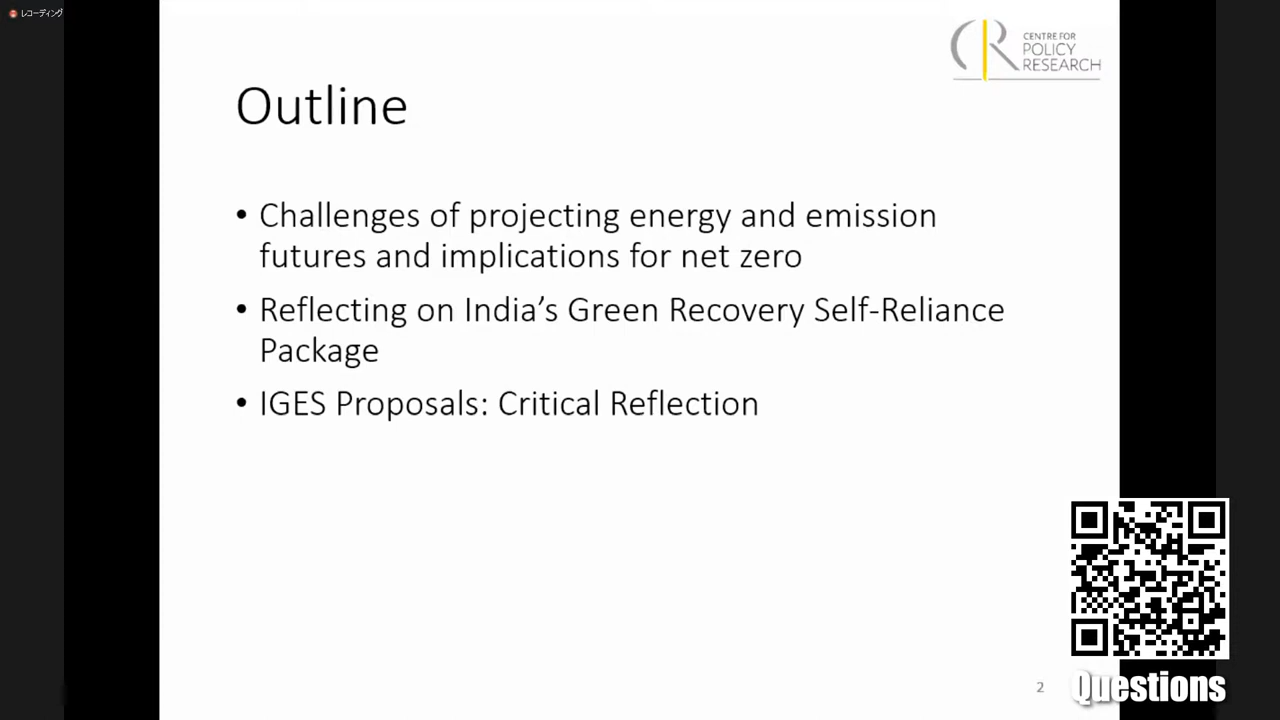 レコーディング
CENTRE FOR
POLICY
RESEARCH
Outline
• Challenges of projecting energy and emission
futures and implications for net zero
• Reflecting on India’s Green Recovery Self-Reliance
Package
• IGES Proposals: Critical Reflection
2
Questions